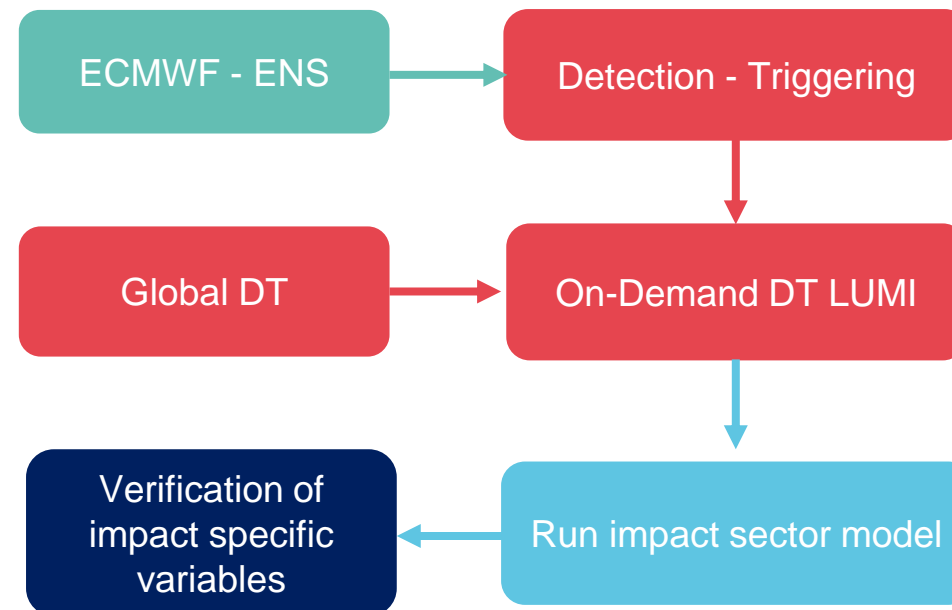 ECMWF - ENS
Detection - Triggering
Global DT
On-Demand DT LUMI
Verification of
impact specific
variables
Run impact sector model